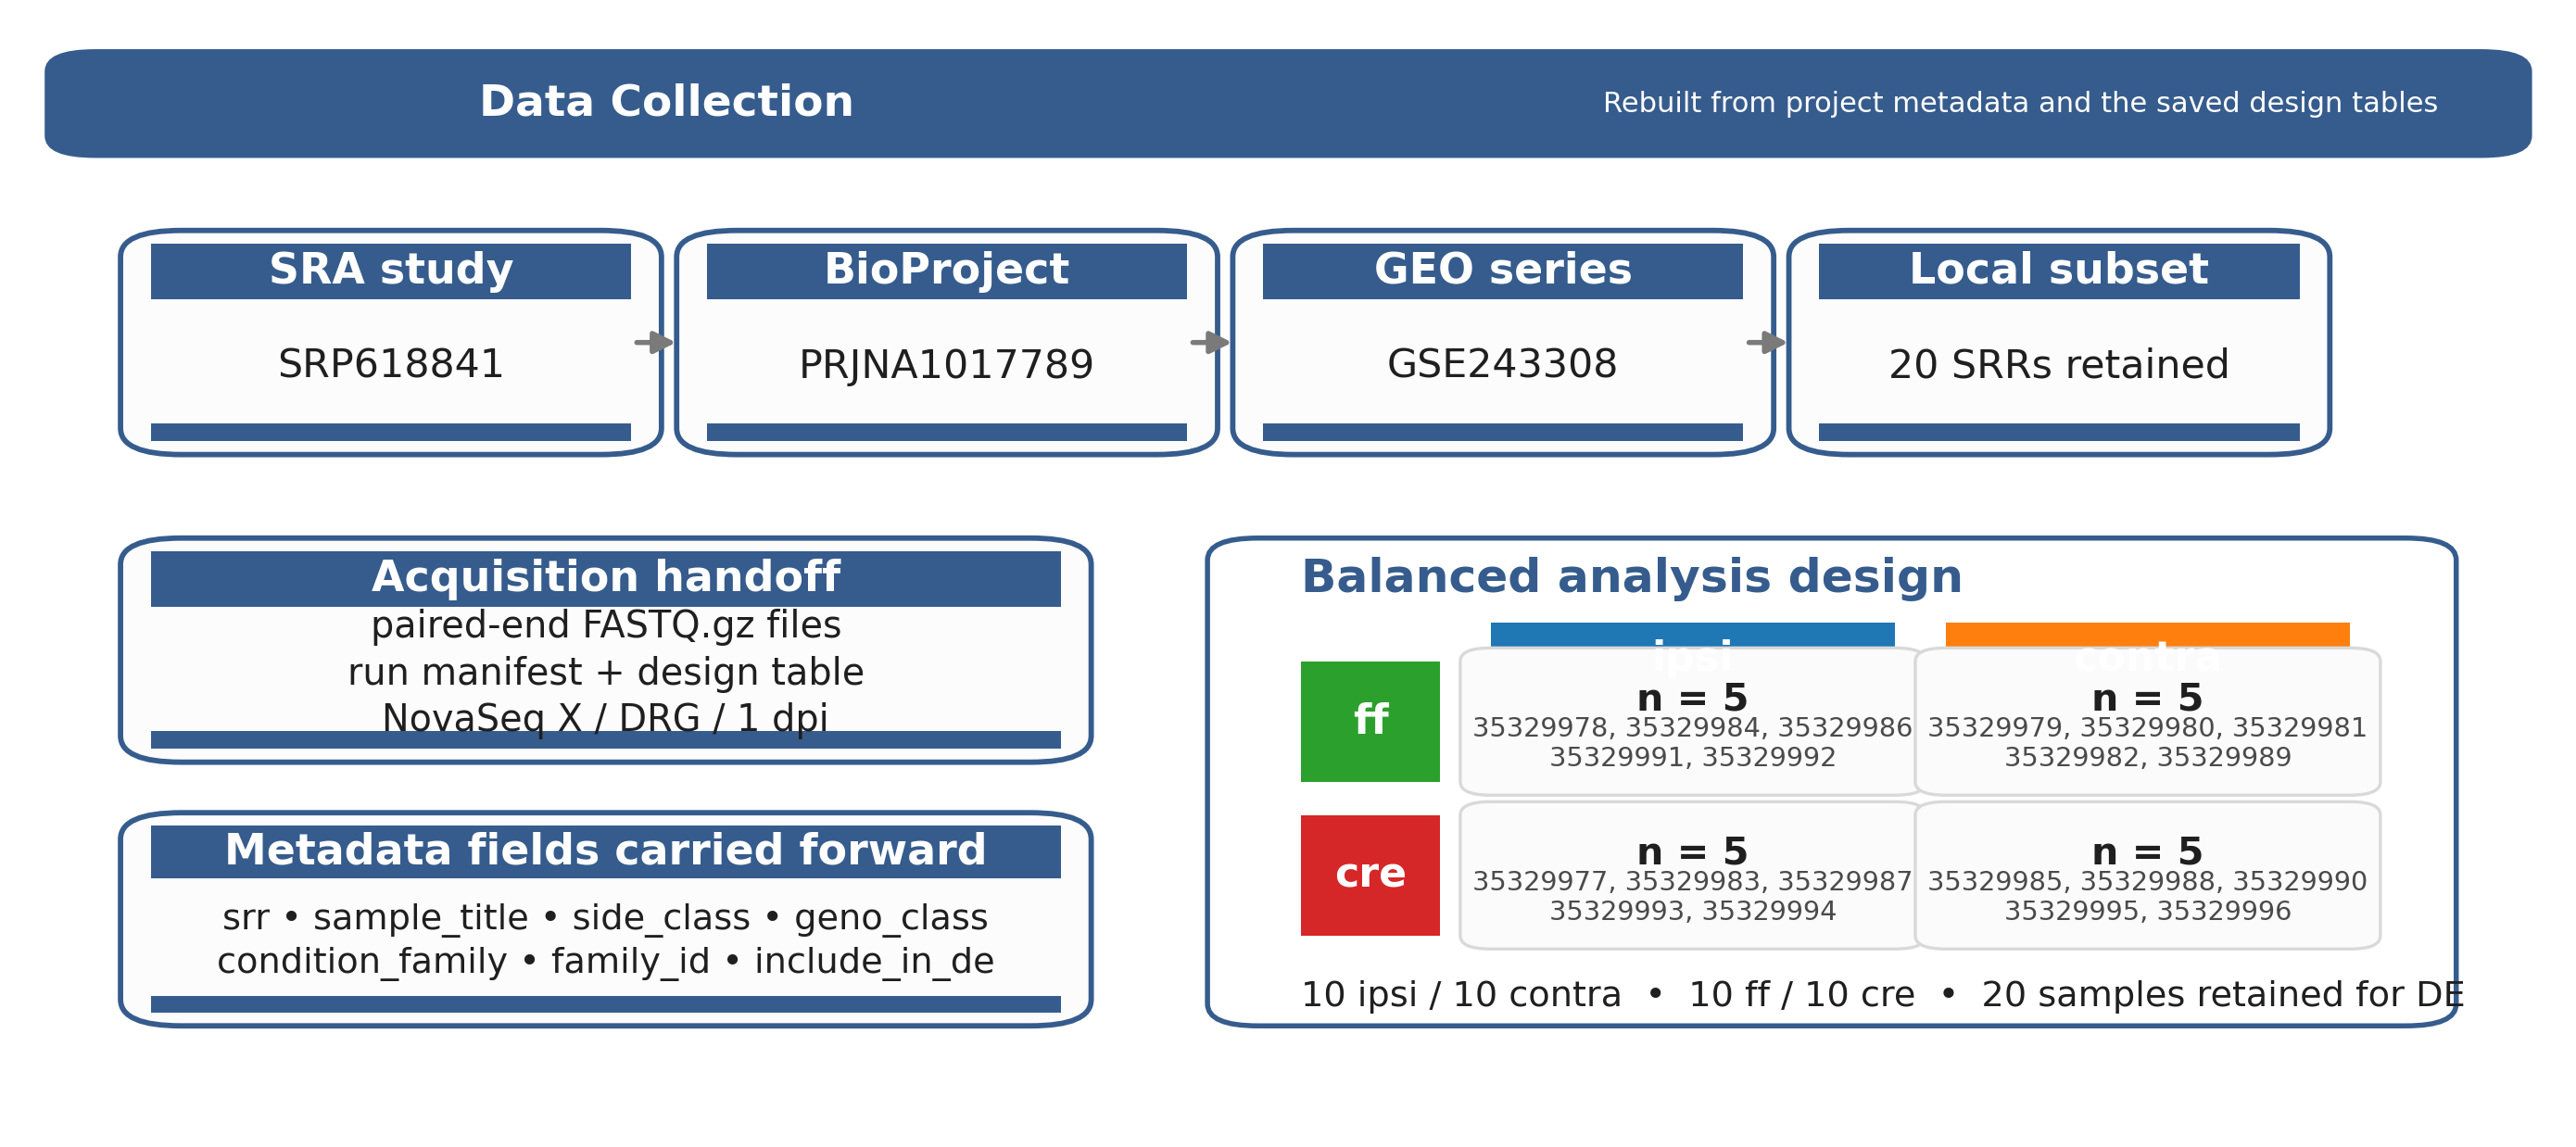 Data Collection
Rebuilt from project metadata and the saved design tables
SRA study
SRP618841
BioProject
PRJNA1017789
GEO series
GSE243308
Local subset
20 SRRs retained
Acquisition handoff
paired-end FASTQ.gz files
run manifest + design table
NovaSeq X / DRG / 1 dpi
Metadata fields carried forward
srr • sample_title • side_class • geno_class
condition_family • family_id • include_in_de
Balanced analysis design
ipsi
contra
ff
n = 5
35329978, 35329984, 35329986
35329991, 35329992
n = 5
35329979, 35329980, 35329981
35329982, 35329989
cre
n = 5
35329977, 35329983, 35329987
35329993, 35329994
n = 5
35329985, 35329988, 35329990
35329995, 35329996
10 ipsi / 10 contra • 10 ff / 10 cre • 20 samples retained for DE